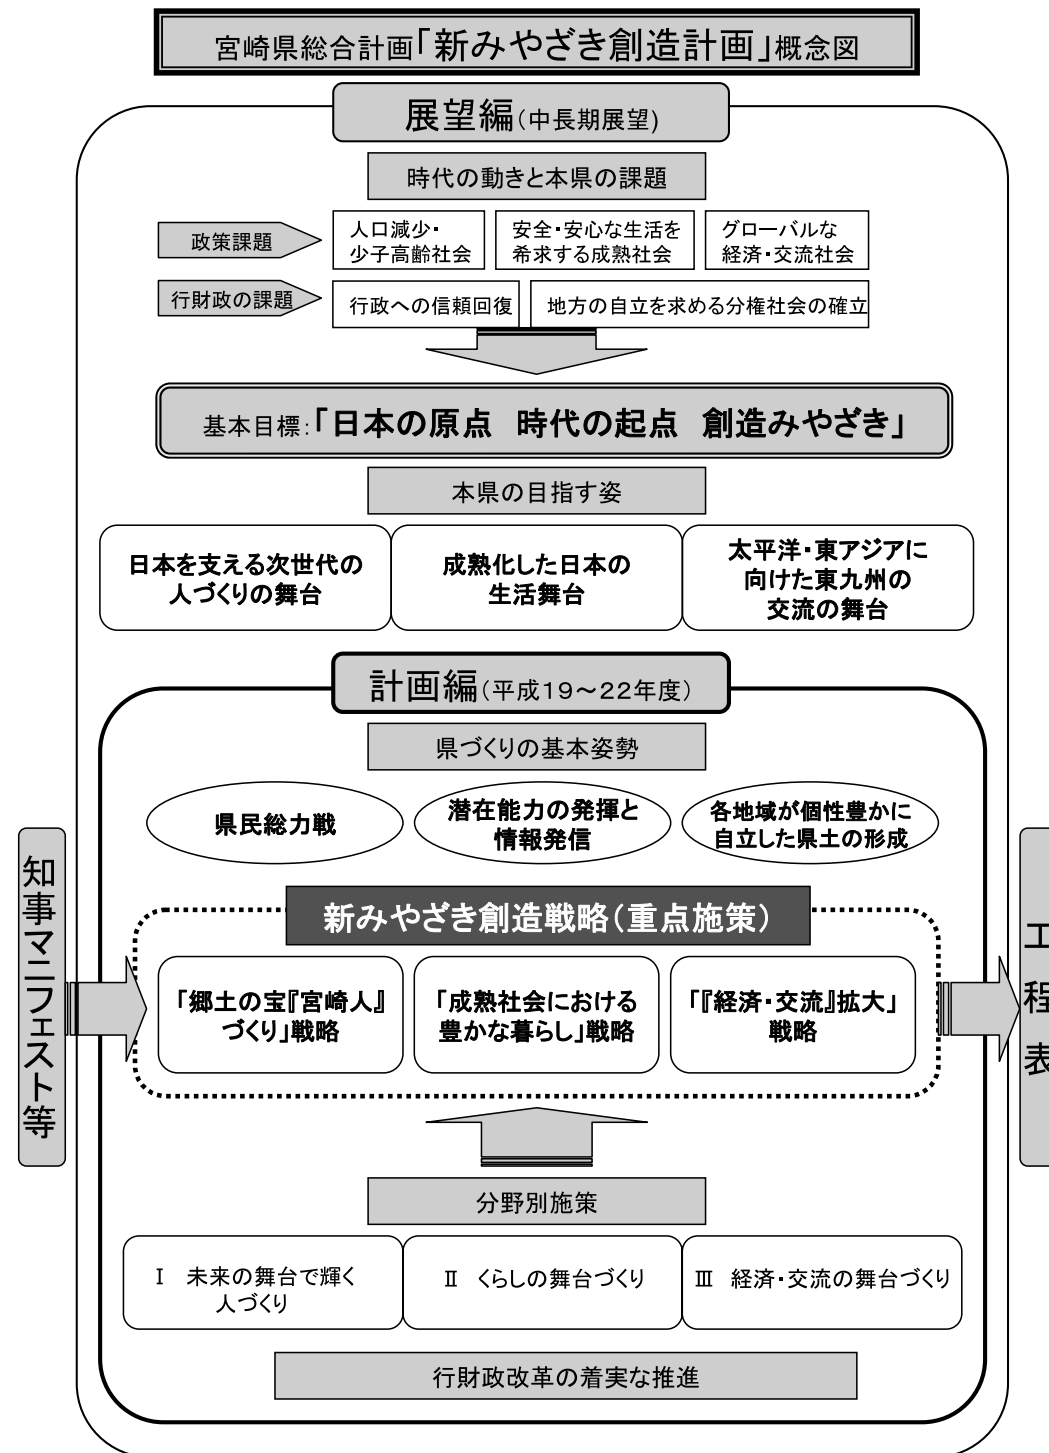 宮崎県総合計画「新みやざき創造計画」概念図
展望編(中長期展望)
時代の動きと本県の課題
政策課題
人口減少・
少子高齢社会
安全・安心な生活を
希求する成熟社会
グローバルな
経済・交流社会
行財政の課題
行政への信頼回復
地方の自立を求める分権社会の確立
基本目標:「日本の原点 時代の起点 創造みやざき」
本県の目指す姿
日本を支える次世代の
人づくりの舞台
成熟化した日本の
生活舞台
太平洋・東アジアに
向けた東九州の
交流の舞台
計画編(平成19～22年度)
県づくりの基本姿勢
県民総力戦
潜在能力の発揮と
情報発信
各地域が個性豊かに
自立した県土の形成
知事マニフェスト等
新みやざき創造戦略(重点施策)
「郷土の宝『宮崎人』
づくり」戦略
「成熟社会における
豊かな暮らし」戦略
「『経済・交流』拡大」
戦略
工程表
分野別施策
Ⅰ 未来の舞台で輝く
人づくり
Ⅱ くらしの舞台づくり
Ⅲ 経済・交流の舞台づくり
行財政改革の着実な推進